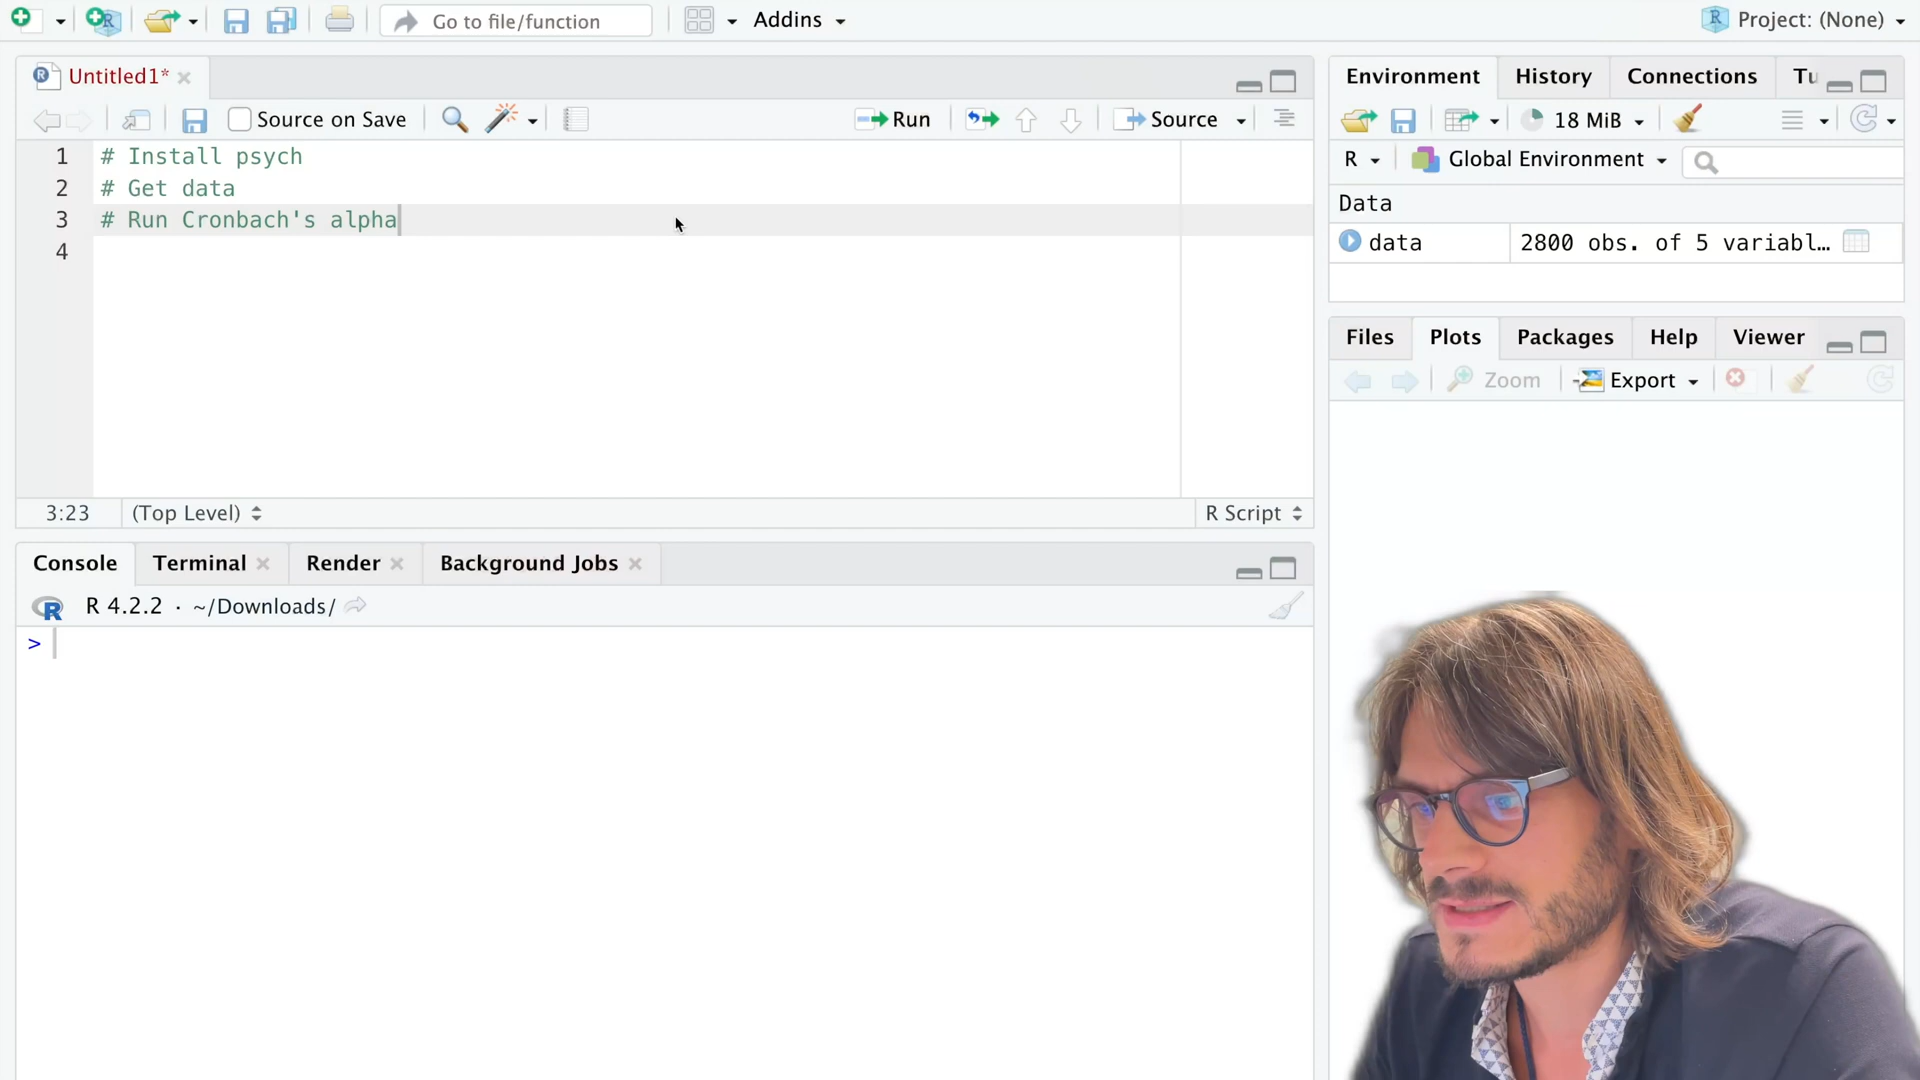 Go to file/function
Addins
Project: (None)
Untitled1*
Source on Save
Run
Source
1 # Install psych
2 # Get data
3 # Run Cronbach's alpha
4
3:23
(Top Level)
R Script
Console
Terminal
Render
Background Jobs
R 4.2.2 · ~/Downloads/
>
Environment
History
Connections
Tu
18 MiB
R
Global Environment
Data
data
2800 obs. of 5 variabl…
Files
Plots
Packages
Help
Viewer
Zoom
Export